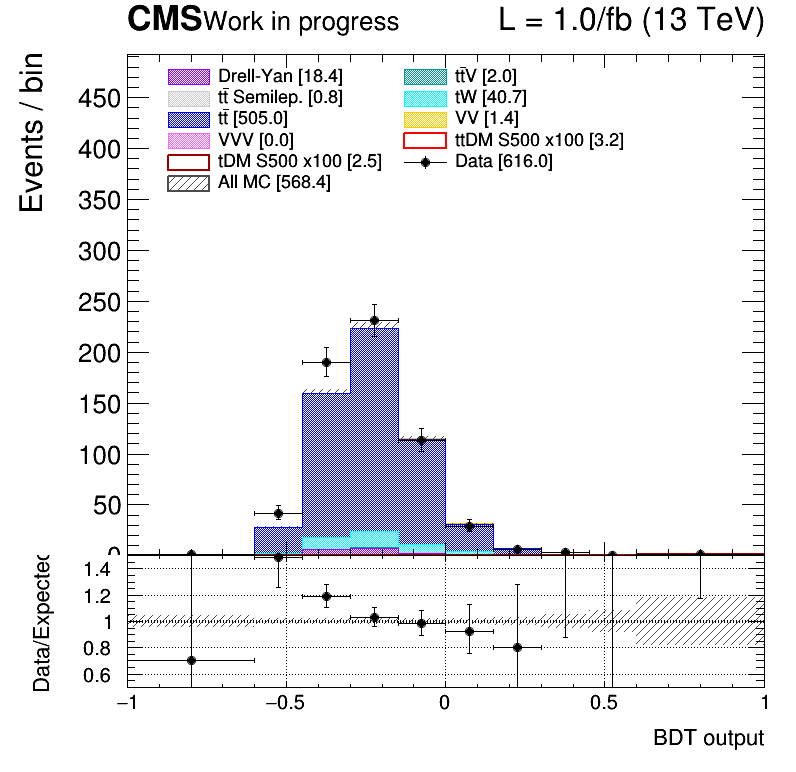 CMS Work in progress L = 1.0/fb (13 TeV)
Events / bin
Drell-Yan [18.4] tt̄V [2.0]
tt̄ Semilep. [0.8] tW [40.7]
tt̄ [505.0] VV [1.4]
VVV [0.0] ttDM S500 x100 [3.2]
tDM S500 x100 [2.5] Data [616.0]
All MC [568.4]
450
400
350
300
250
200
150
100
50
0
Data/Expected
1.4
1.2
1
0.8
0.6
−1 −0.5 0 0.5 1
BDT output